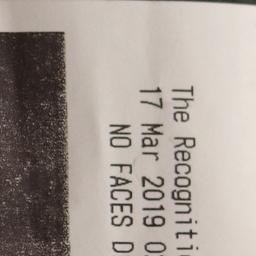 The Recogniti
17 Mar 2019 0
NO FACES D